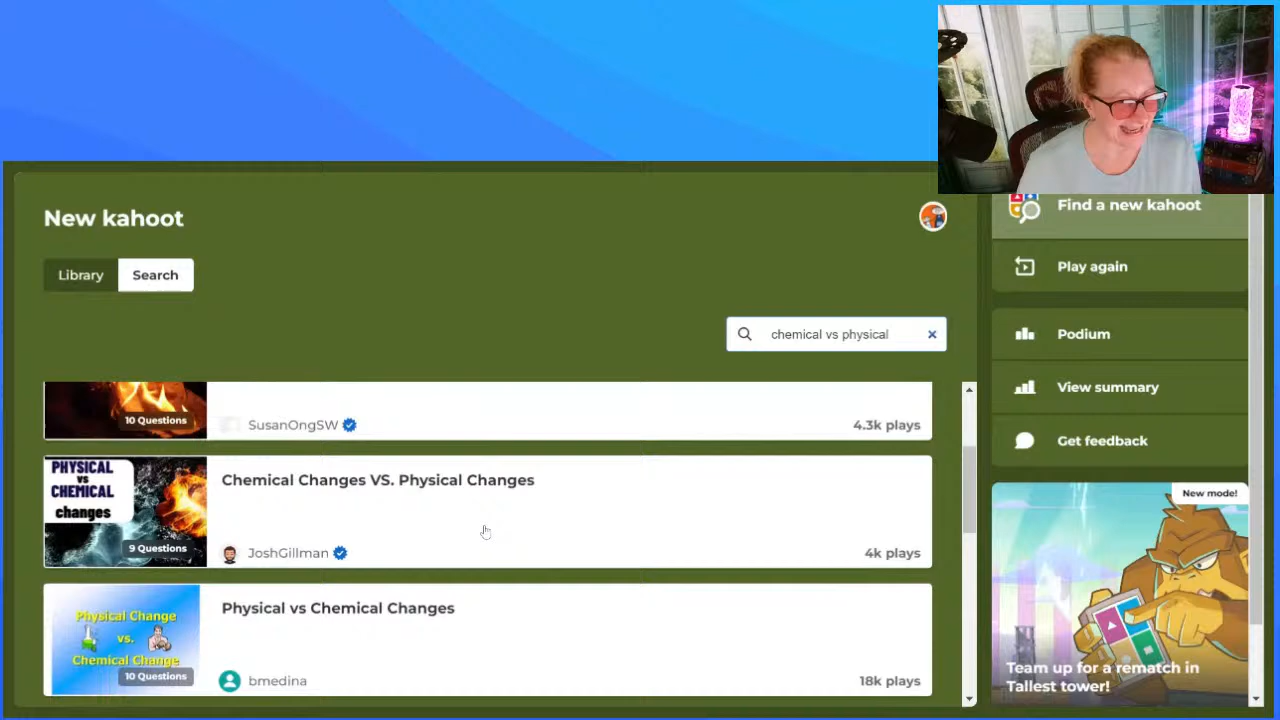 New kahoot
Library
Search
chemical vs physical
10 Questions
SusanOngSW
4.3k plays
PHYSICAL
vs
CHEMICAL
changes
9 Questions
Chemical Changes VS. Physical Changes
JoshGillman
4k plays
Physical Change
vs.
Chemical Change
10 Questions
Physical vs Chemical Changes
bmedina
18k plays
Find a new kahoot
Play again
Podium
View summary
Get feedback
New mode!
Team up for a rematch in
Tallest tower!